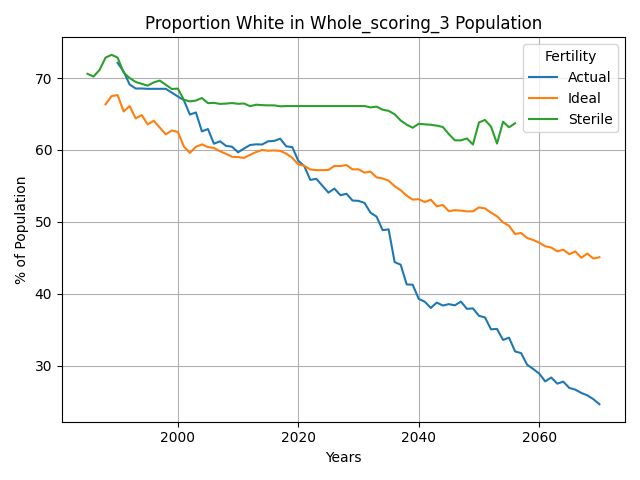 Proportion White in Whole_scoring_3 Population
Fertility
Actual
Ideal
Sterile
% of Population
70
60
50
40
30
2000
2020
2040
2060
Years